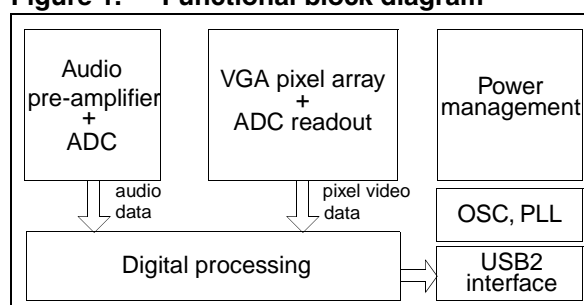 Figure 1. Functional block diagram
Audio
pre-amplifier
+
ADC
VGA pixel array
+
ADC readout
Power
management
audio
data
pixel video
data
OSC, PLL
Digital processing
USB2
interface